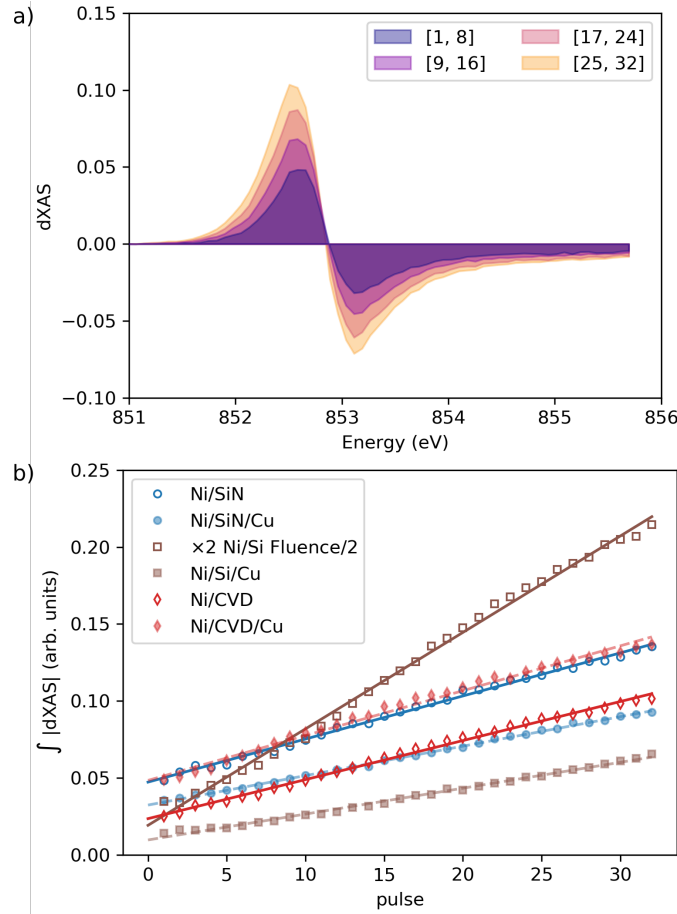 a)
dXAS
0.15
0.10
0.05
0.00
−0.05
−0.10
[1, 8]
[9, 16]
[17, 24]
[25, 32]
851
852
853
854
855
856
Energy (eV)
b)
∫ |dXAS| (arb. units)
0.25
0.20
0.15
0.10
0.05
0.00
Ni/SiN
Ni/SiN/Cu
×2 Ni/Si Fluence/2
Ni/Si/Cu
Ni/CVD
Ni/CVD/Cu
0
5
10
15
20
25
30
pulse